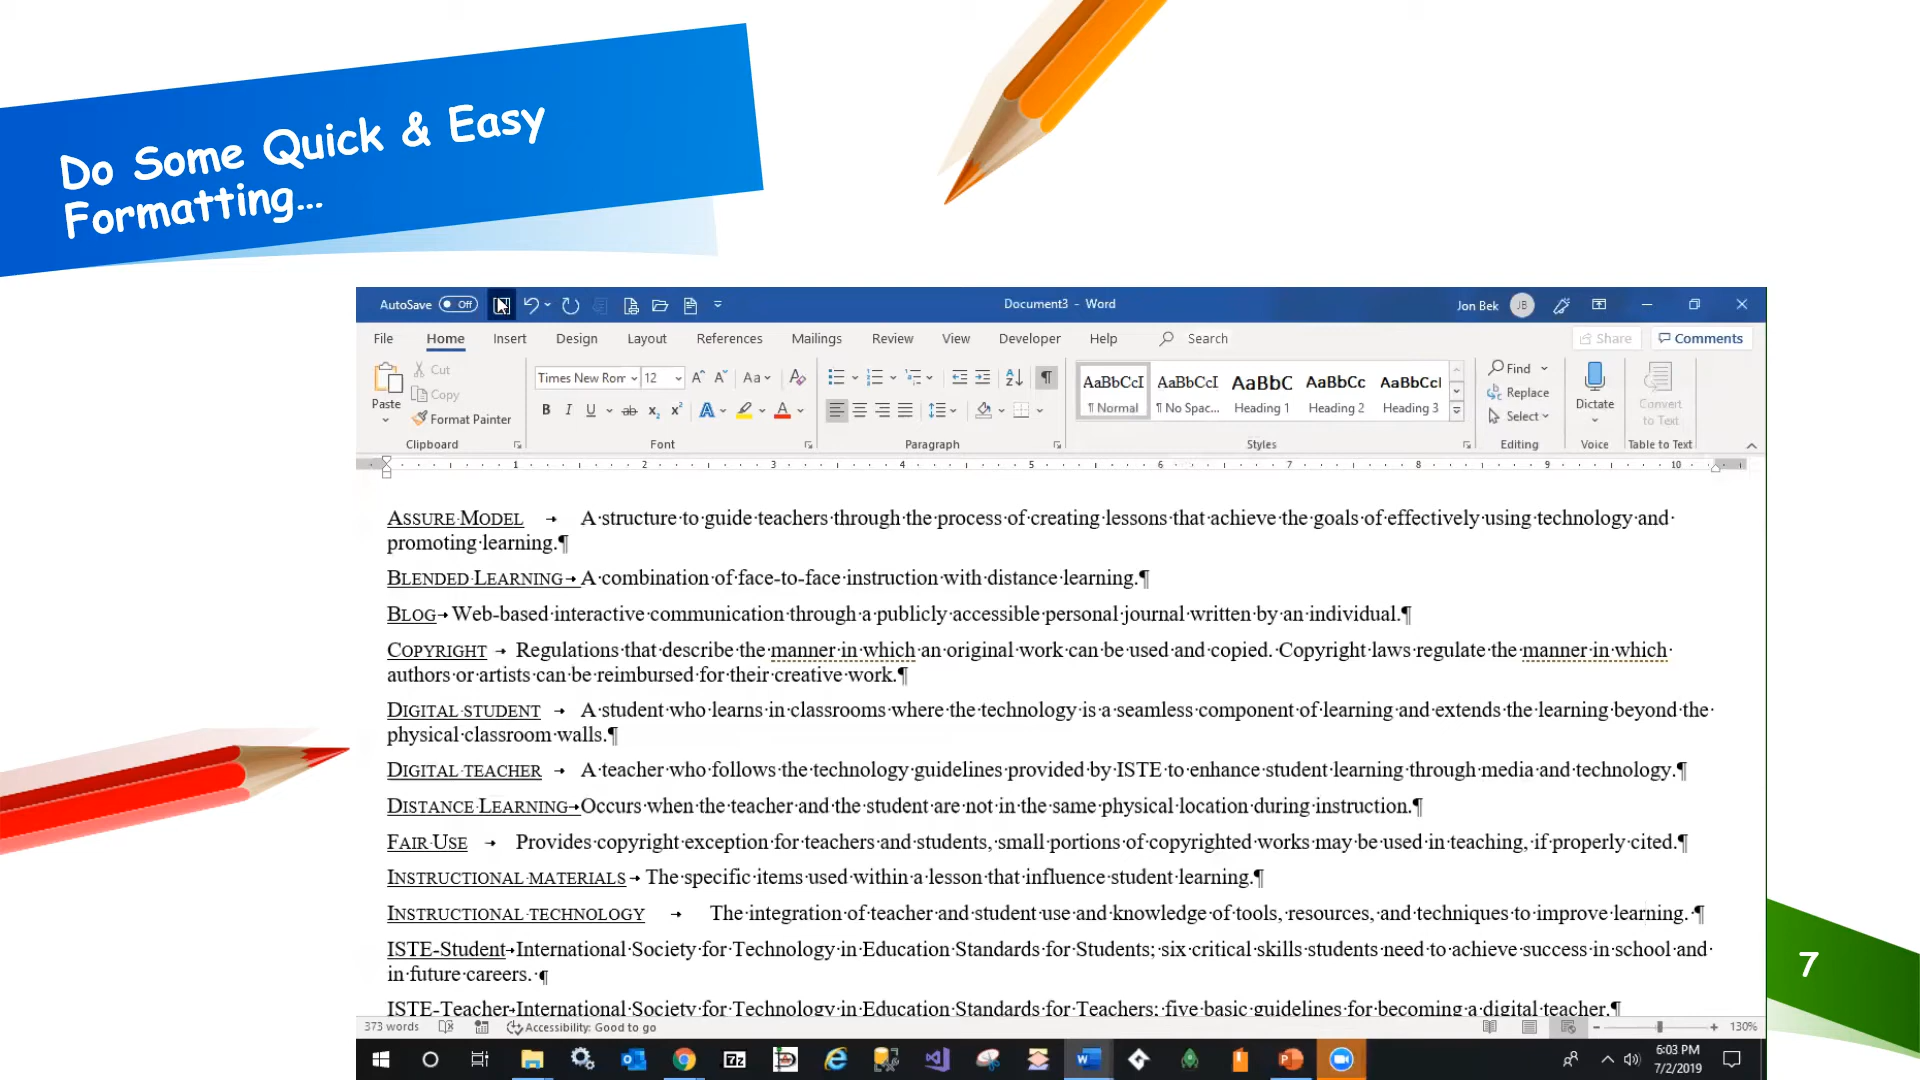 Do Some Quick & Easy
Formatting...
AutoSave Off
Document3 - Word
Jon Bek JB
File Home Insert Design Layout References Mailings Review View Developer Help Search
Share Comments
Paste
Cut
Copy
Format Painter
Clipboard
Times New Ron 12
Font
Paragraph
AaBbCcI AaBbCcI AaBbC AaBbCc AaBbCcI
¶ Normal ¶ No Spac... Heading 1 Heading 2 Heading 3
Styles
Find
Replace
Select
Editing
Dictate
Voice
Convert
to Text
Table to Text
1 2 3 4 5 6 7 8 9 10
ASSURE·MODEL → A·structure·to·guide·teachers·through·the·process·of·creating·lessons·that·achieve·the·goals·of·effectively·using·technology·and·
promoting·learning.¶
BLENDED·LEARNING→A·combination·of·face-to-face·instruction·with·distance·learning.¶
BLOG→Web-based·interactive·communication·through·a·publicly·accessible·personal·journal·written·by·an·individual.¶
COPYRIGHT → Regulations·that·describe·the·manner·in·which·an·original·work·can·be·used·and·copied.·Copyright·laws·regulate·the·manner·in·which·
authors·or·artists·can·be·reimbursed·for·their·creative·work.¶
DIGITAL·STUDENT → A·student·who·learns·in·classrooms·where·the·technology·is·a·seamless·component·of·learning·and·extends·the·learning·beyond·the·
physical·classroom·walls.¶
DIGITAL·TEACHER → A·teacher·who·follows·the·technology·guidelines·provided·by·ISTE·to·enhance·student·learning·through·media·and·technology.¶
DISTANCE·LEARNING→Occurs·when·the·teacher·and·the·student·are·not·in·the·same·physical·location·during·instruction.¶
FAIR·USE → Provides·copyright·exception·for·teachers·and·students,·small·portions·of·copyrighted·works·may·be·used·in·teaching,·if·properly·cited.¶
INSTRUCTIONAL·MATERIALS→The·specific·items·used·within·a·lesson·that·influence·student·learning.¶
INSTRUCTIONAL·TECHNOLOGY → The·integration·of·teacher·and·student·use·and·knowledge·of·tools,·resources,·and·techniques·to·improve·learning.·¶
ISTE-Student→International·Society·for·Technology·in·Education·Standards·for·Students;·six·critical·skills·students·need·to·achieve·success·in·school·and·
in·future·careers.·¶
ISTE-Teacher→International·Society·for·Technology·in·Education·Standards·for·Teachers;·five·basic·guidelines·for·becoming·a·digital·teacher.¶
7
373 words Accessibility: Good to go 130%
6:03 PM
7/2/2019